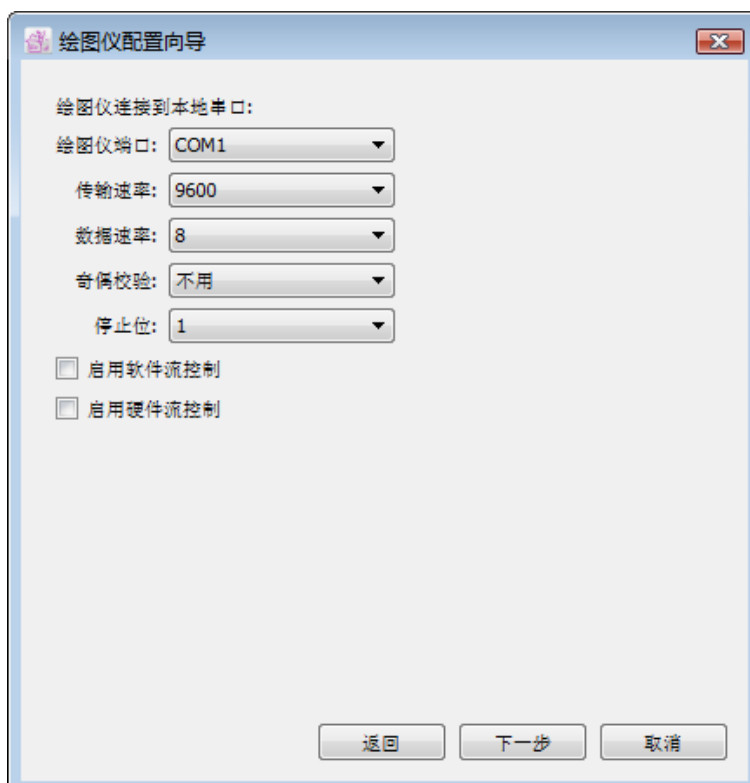 绘图仪配置向导
绘图仪连接到本地串口:
绘图仪端口: COM1
传输速率: 9600
数据速率: 8
奇偶校验: 不用
停止位: 1
启用软件流控制
启用硬件流控制
返回 下一步 取消